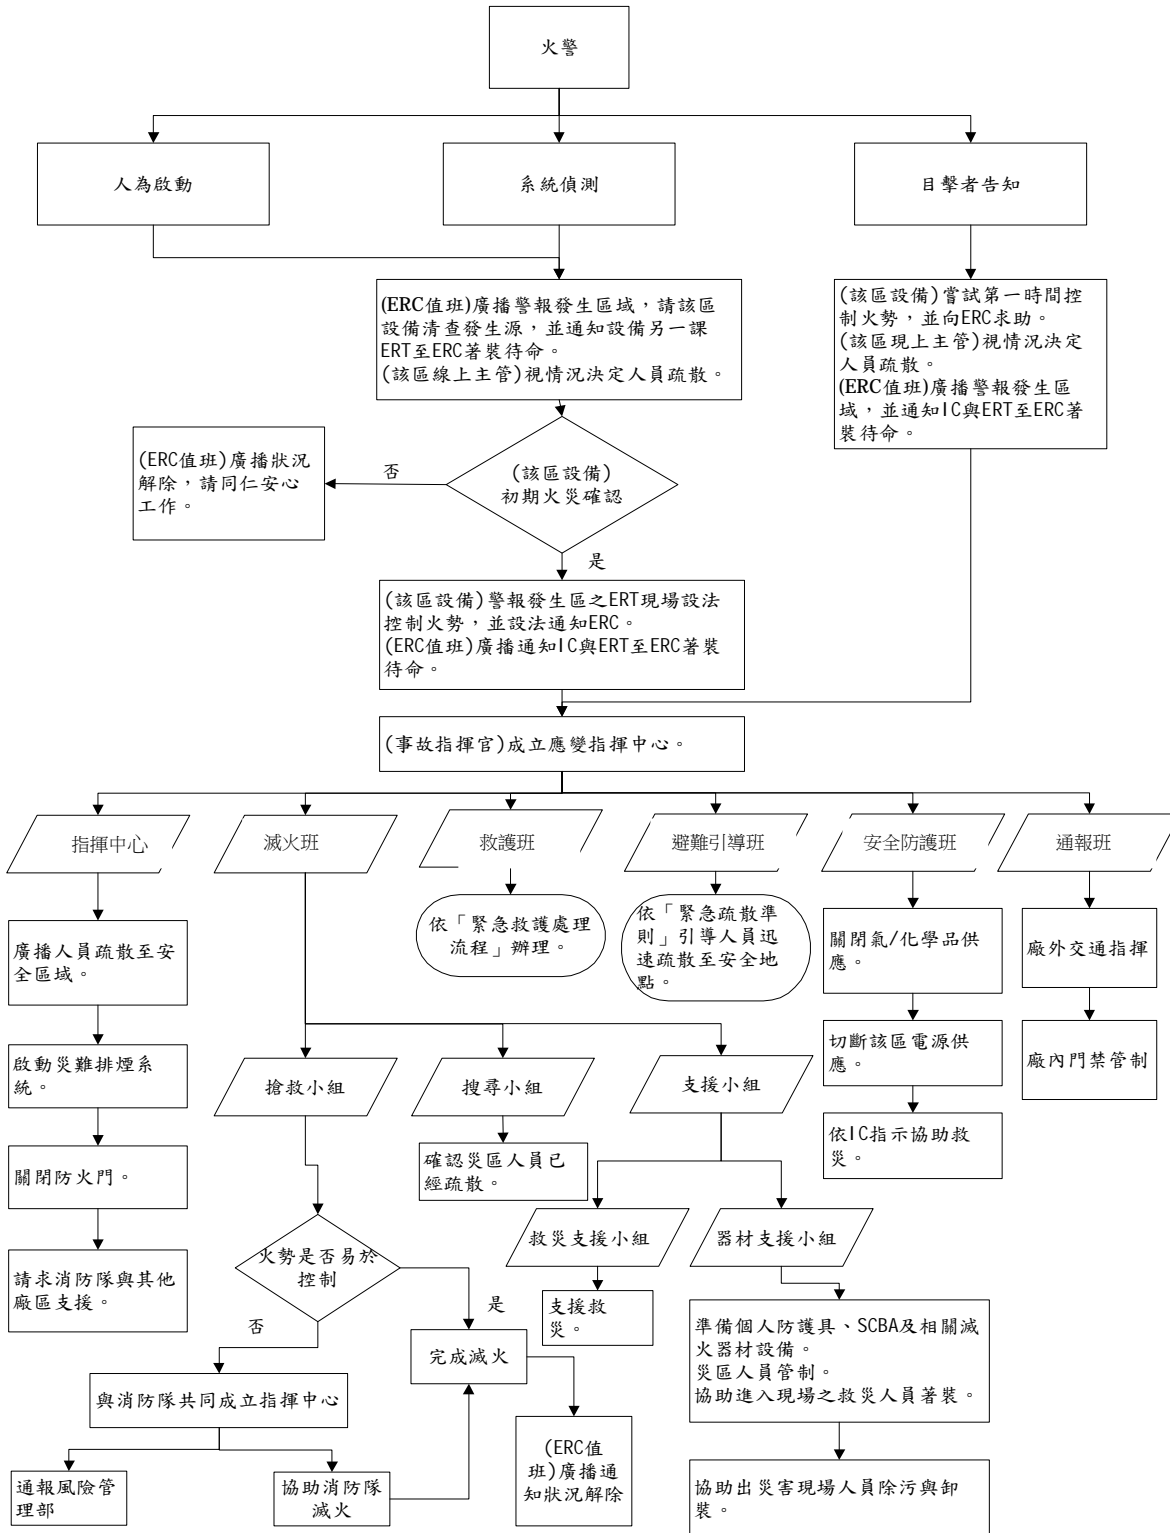 火警
人為啟動
系統偵測
目擊者告知
(ERC值班)廣播警報發生區域，請該區
設備清查發生源，並通知設備另一課
ERT至ERC著裝待命。
(該區線上主管)視情況決定人員疏散。
(該區設備)嘗試第一時間控
制火勢，並向ERC求助。
(該區現上主管)視情況決定
人員疏散。
(ERC值班)廣播警報發生區
域，並通知IC與ERT至ERC著
裝待命。
(ERC值班)廣播狀況
解除，請同仁安心
工作。
否
(該區設備)
初期火災確認
是
(該區設備)警報發生區之ERT現場設法
控制火勢，並設法通知ERC。
(ERC值班)廣播通知IC與ERT至ERC著裝
待命。
(事故指揮官)成立應變指揮中心。
指揮中心
滅火班
救護班
避難引導班
安全防護班
通報班
廣播人員疏散至安
全區域。
依「緊急救護處理
流程」辦理。
依「緊急疏散準
則」引導人員迅
速疏散至安全地
點。
關閉氣/化學品供
應。
廠外交通指揮
啟動災難排煙系
統。
搶救小組
搜尋小組
支援小組
切斷該區電源供
應。
廠內門禁管制
關閉防火門。
確認災區人員已
經疏散。
依IC指示協助救
災。
請求消防隊與其他
廠區支援。
火勢是否易於
控制
救災支援小組
器材支援小組
否
是
支援救
災。
完成滅火
準備個人防護具、SCBA及相關滅
火器材設備。
災區人員管制。
協助進入現場之救災人員著裝。
與消防隊共同成立指揮中心
通報風險管
理部
協助消防隊
滅火
(ERC值
班)廣播通
知狀況解除
協助出災害現場人員除污與卸
裝。